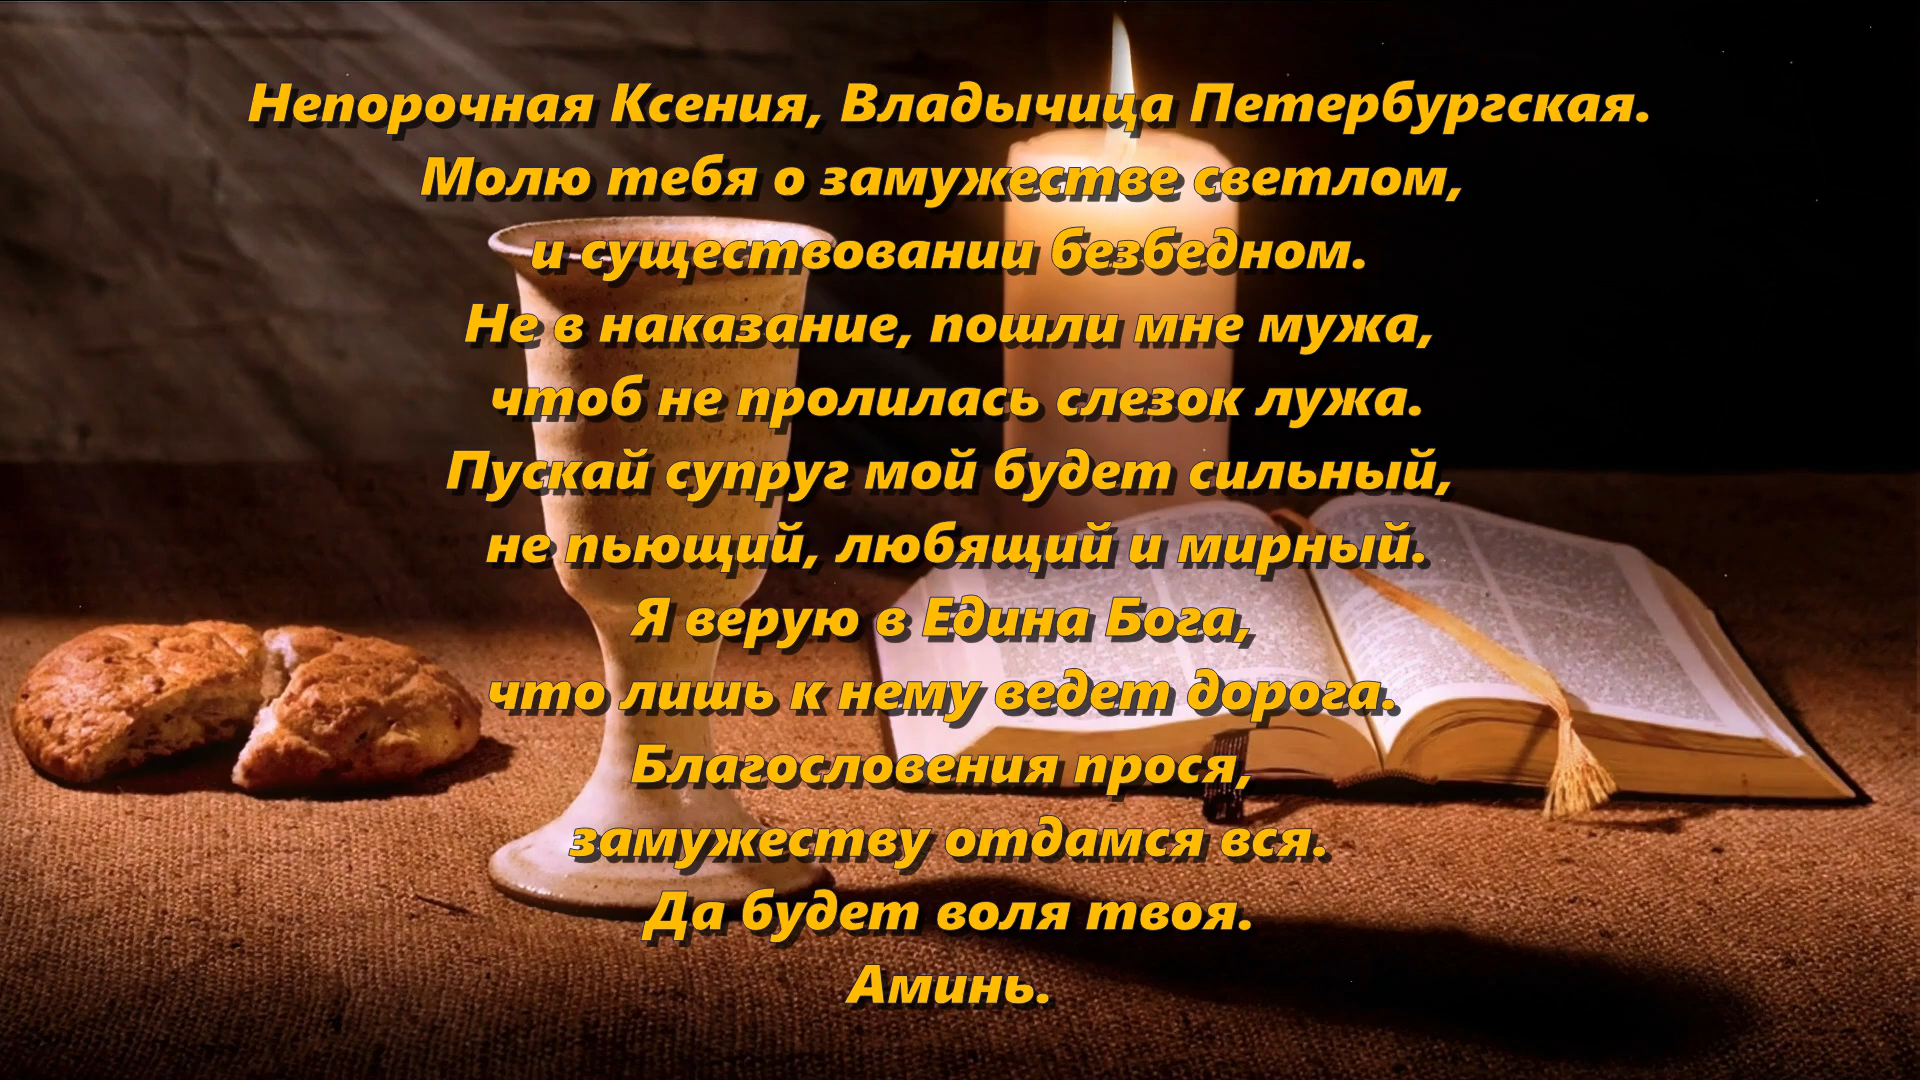 Непорочная Ксения, Владычица Петербургская.
Молю тебя о замужестве светлом,
и существовании безбедном.
Не в наказание, пошли мне мужа,
чтоб не пролилась слезок лужа.
Пускай супруг мой будет сильный,
не пьющий, любящий и мирный.
Я верую в Едина Бога,
что лишь к нему ведет дорога.
Благословения прося,
замужеству отдамся вся.
Да будет воля твоя.
Аминь.